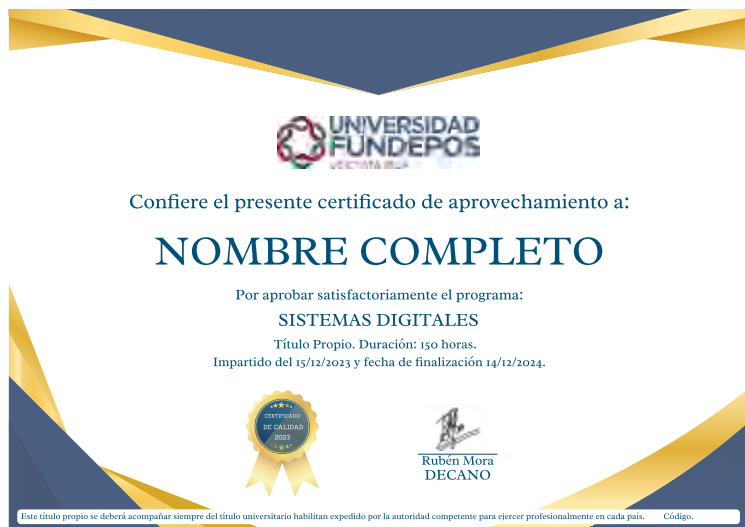 UNIVERSIDAD
FUNDEPOS
Confiere el presente certificado de aprovechamiento a:
NOMBRE COMPLETO
Por aprobar satisfactoriamente el programa:
SISTEMAS DIGITALES
Título Propio. Duración: 150 horas.
Impartido del 15/12/2023 y fecha de finalización 14/12/2024.
CERTIFICADO
DE CALIDAD
2023
Rubén Mora
DECANO
Este título propio se deberá acompañar siempre del título universitario habilitan expedido por la autoridad competente para ejercer profesionalmente en cada país. Código.